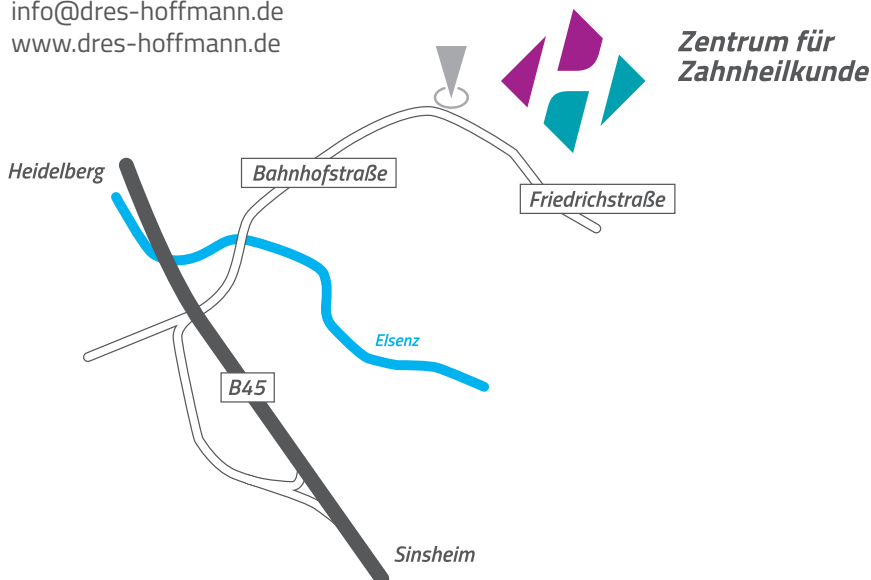 info@dres-hoffmann.de
www.dres-hoffmann.de
Zentrum für
Zahnheilkunde
Heidelberg
Bahnhofstraße
Friedrichstraße
Elsenz
B45
Sinsheim